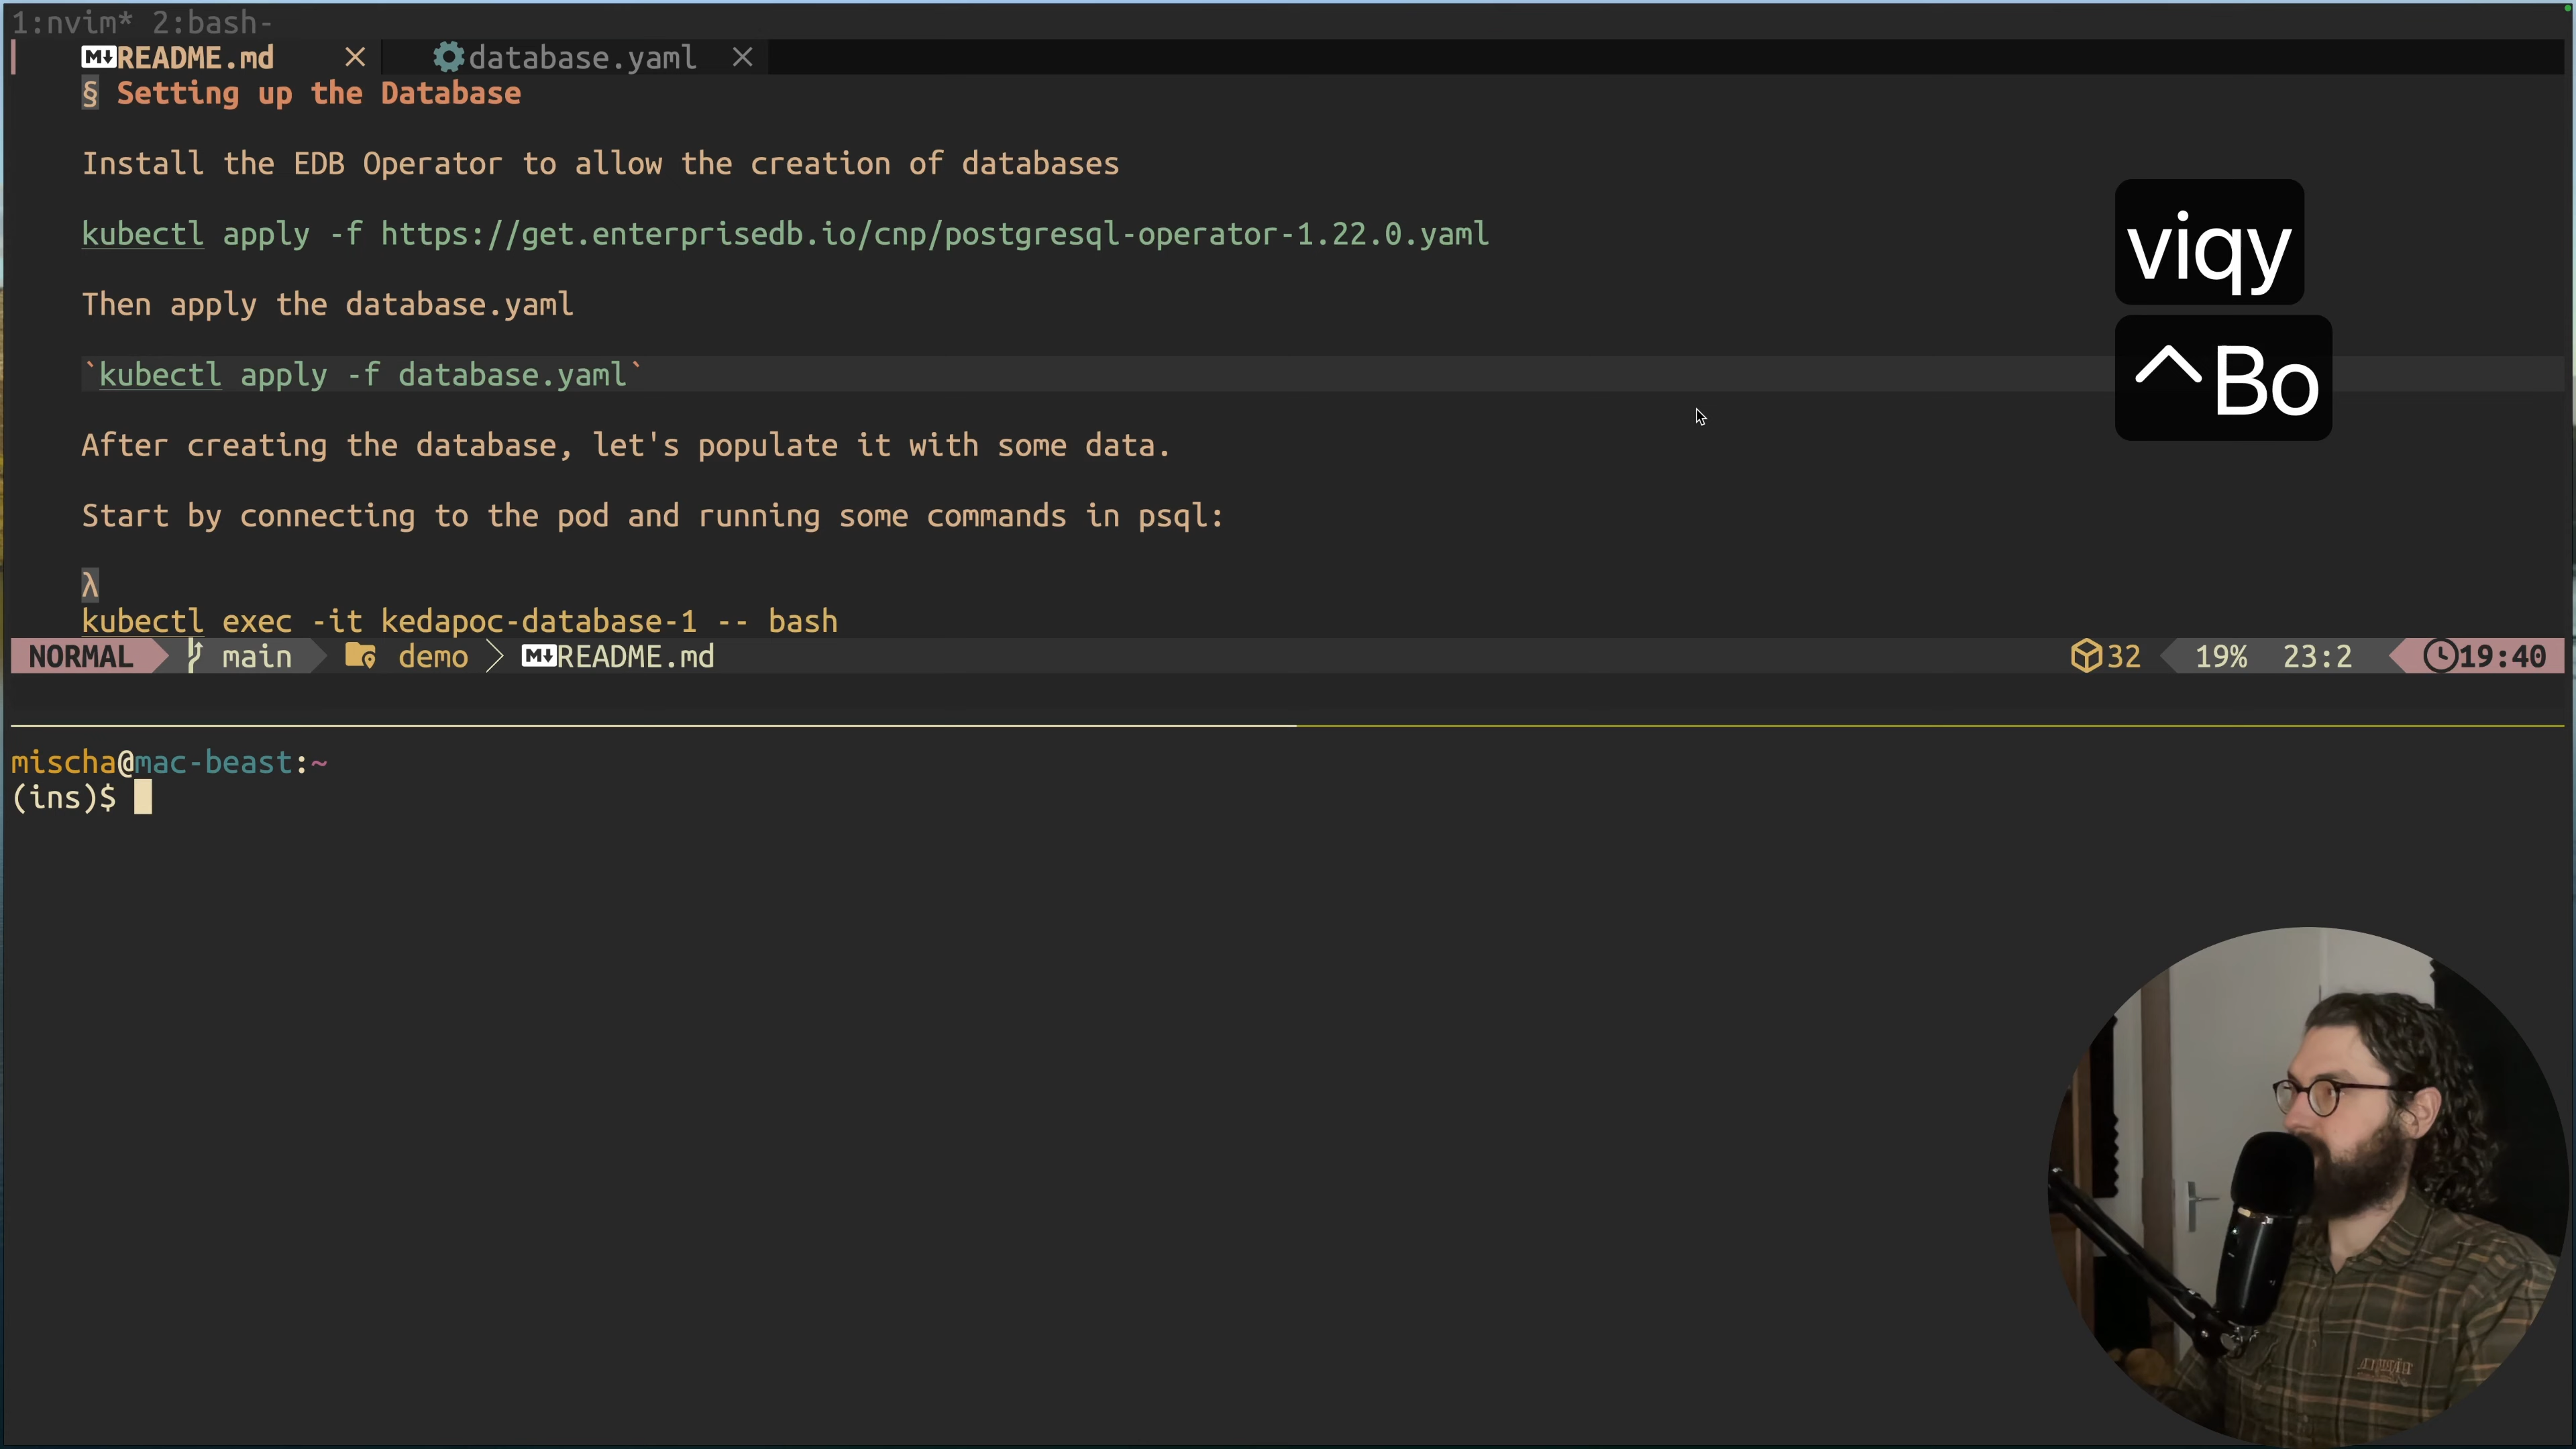 1:nvim* 2:bash-
README.md database.yaml
§ Setting up the Database
Install the EDB Operator to allow the creation of databases
kubectl apply -f https://get.enterprisedb.io/cnp/postgresql-operator-1.22.0.yaml
Then apply the database.yaml
`kubectl apply -f database.yaml`
After creating the database, let's populate it with some data.
Start by connecting to the pod and running some commands in psql:
λ
kubectl exec -it kedapoc-database-1 -- bash
NORMAL main demo README.md 32 19% 23:2 19:40
mischa@mac-beast:~
(ins)$
viqy
^Bo